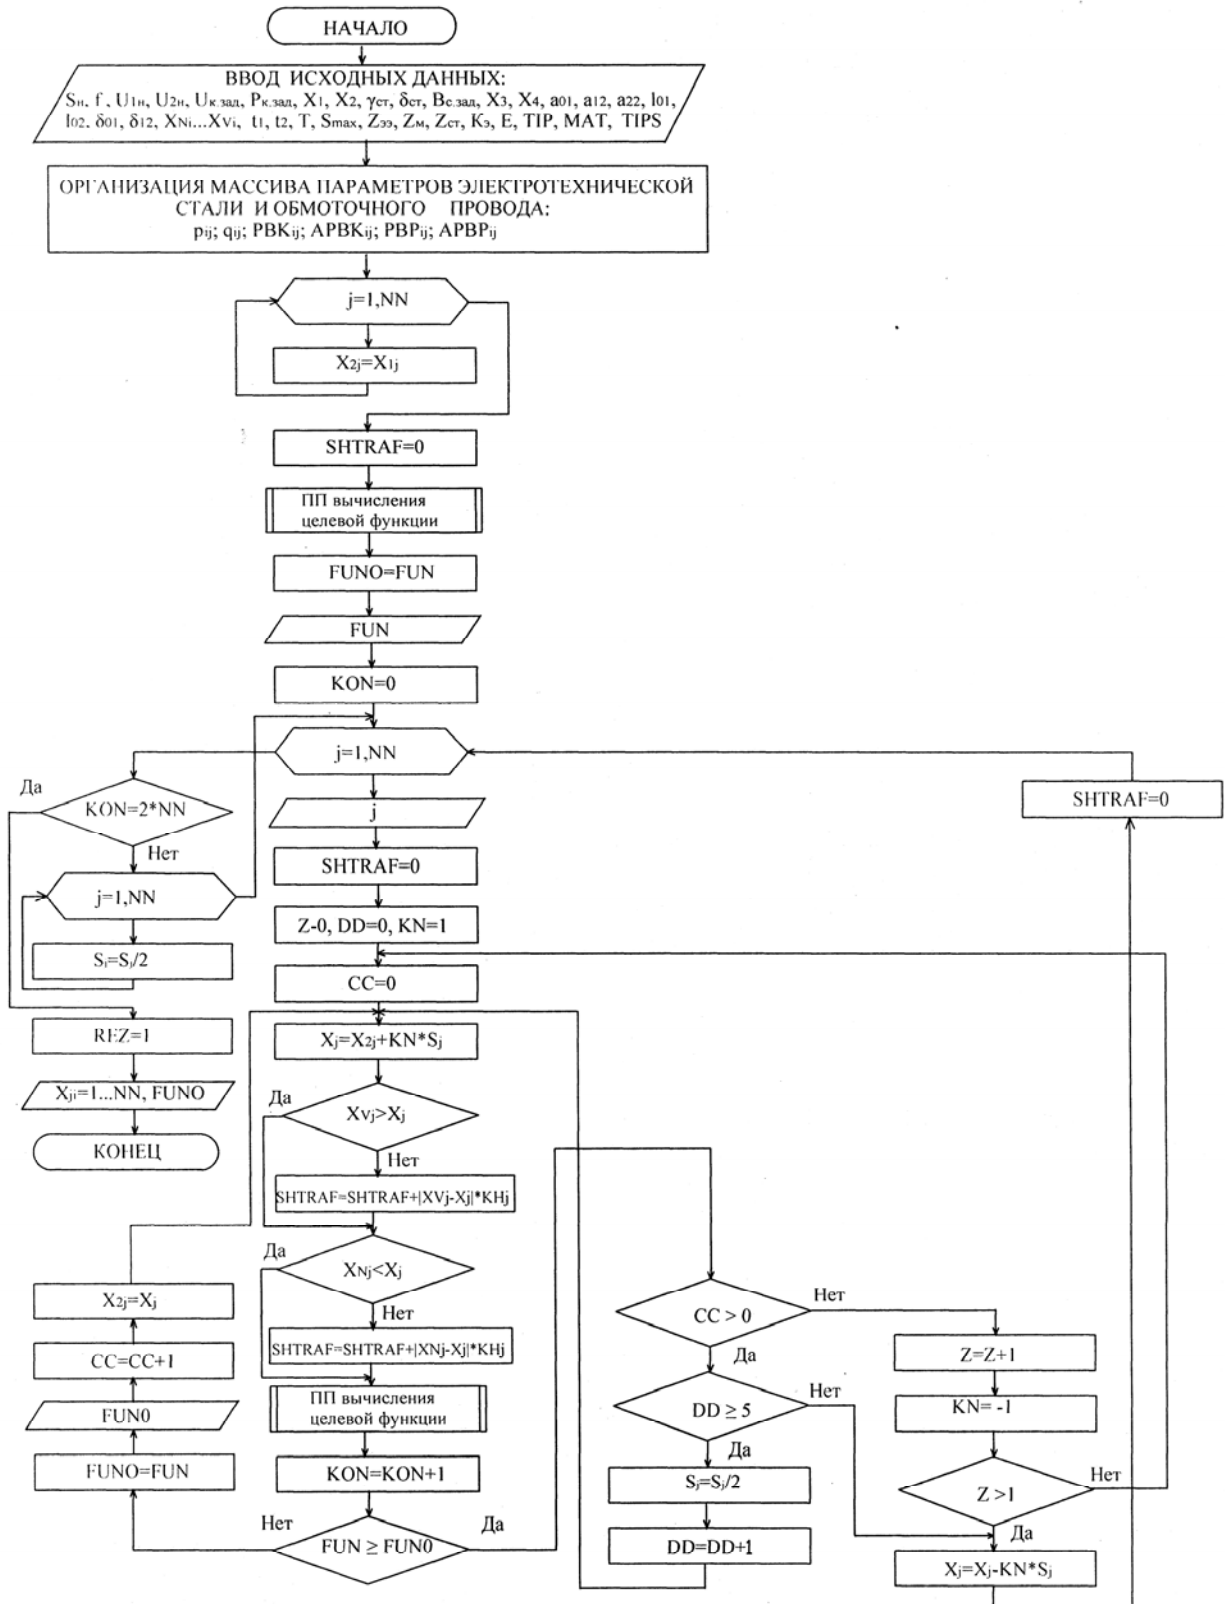 НАЧАЛО
ВВОД ИСХОДНЫХ ДАННЫХ:
Sн, f , U1н, U2н, Uк.зад, Pк.зад, X1, X2, γст, δст, Bс.зад, X3, X4, a01, a12, a22, l01,
l02, δ01, δ12, XNi...XVi, t1, t2, T, Smax, Zээ, Zм, Zст, Kэ, E, TIP, MAT, TIPS
ОРГАНИЗАЦИЯ МАССИВА ПАРАМЕТРОВ ЭЛЕКТРОТЕХНИЧЕСКОЙ
СТАЛИ И ОБМОТОЧНОГО ПРОВОДА:
pij; qij; PBKij; APBKij; PBPij; APBPij
j=1,NN
X2j=X1j
SHTRAF=0
ПП вычисления
целевой функции
FUNO=FUN
FUN
KON=0
j=1,NN
Да
KON=2*NN
Нет
j=1,NN
Sj=Sj/2
REZ=1
Xji=1...NN, FUNO
КОНЕЦ
j
SHTRAF=0
SHTRAF=0
Z-0, DD=0, KN=1
CC=0
Xj=X2j+KN*Sj
Да
XVj>Xj
Нет
SHTRAF=SHTRAF+|XVj-Xj|*KHj
Да
XNj<Xj
Нет
SHTRAF=SHTRAF+|XNj-Xj|*KHj
ПП вычисления
целевой функции
KON=KON+1
Нет
FUN ≥ FUN0
Да
X2j=Xj
CC=CC+1
FUN0
FUNO=FUN
CC > 0
Нет
Да
DD ≥ 5
Нет
Да
Sj=Sj/2
DD=DD+1
Z=Z+1
KN= -1
Z >1
Нет
Да
Xj=Xj-KN*Sj